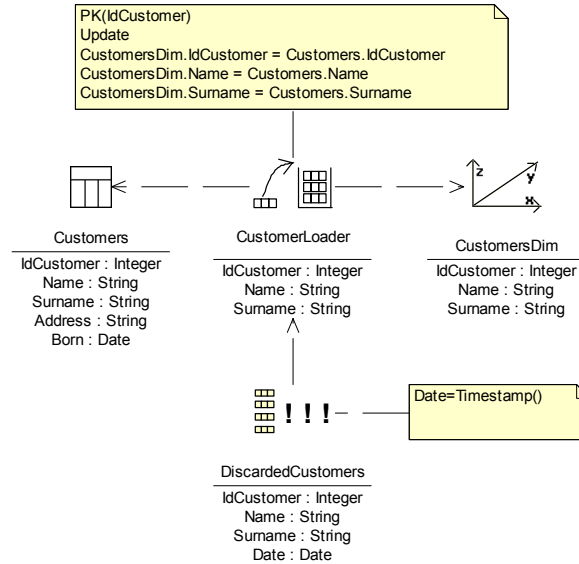 PK(IdCustomer)
Update
CustomersDim.IdCustomer = Customers.IdCustomer
CustomersDim.Name = Customers.Name
CustomersDim.Surname = Customers.Surname
z
y
x
Customers
IdCustomer : Integer
Name : String
Surname : String
Address : String
Born : Date
CustomerLoader
IdCustomer : Integer
Name : String
Surname : String
CustomersDim
IdCustomer : Integer
Name : String
Surname : String
!!!
Date=Timestamp()
DiscardedCustomers
IdCustomer : Integer
Name : String
Surname : String
Date : Date